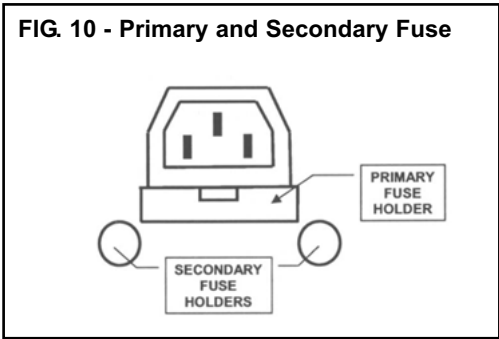 FIG. 10 - Primary and Secondary Fuse
PRIMARY
FUSE
HOLDER
SECONDARY
FUSE
HOLDERS